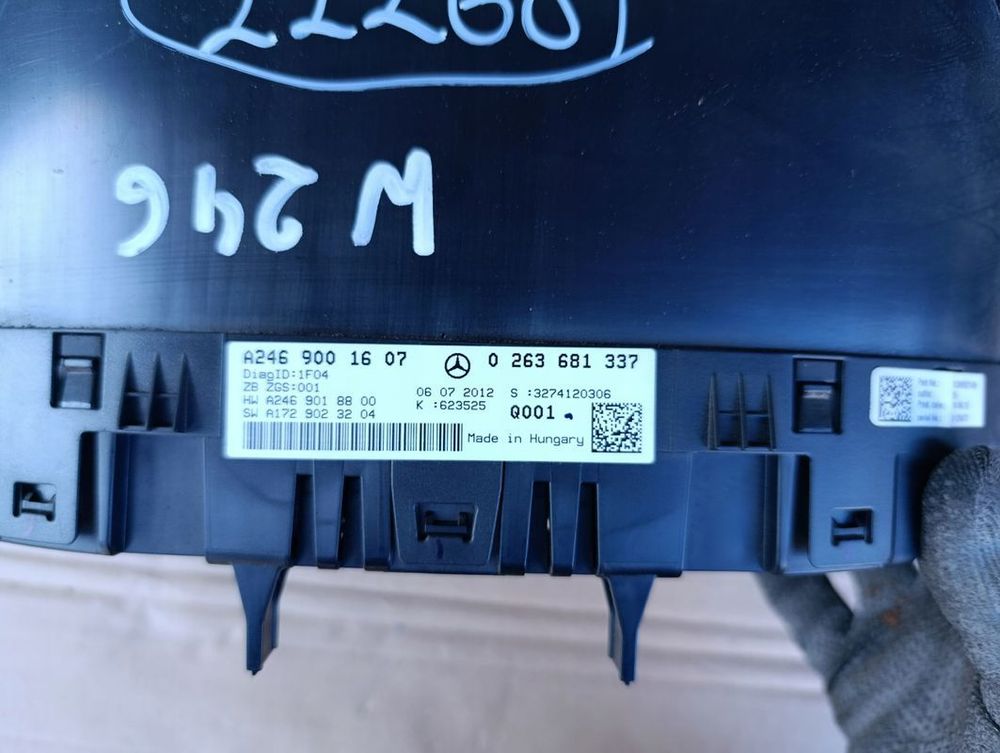 W 246
A246 900 16 07
0 263 681 337
DiagID:1F04
ZB ZGS:001
HW A246 901 88 00
SW A172 902 32 04
06 07 2012
S :3274120306
K :623525
Q001
Made in Hungary